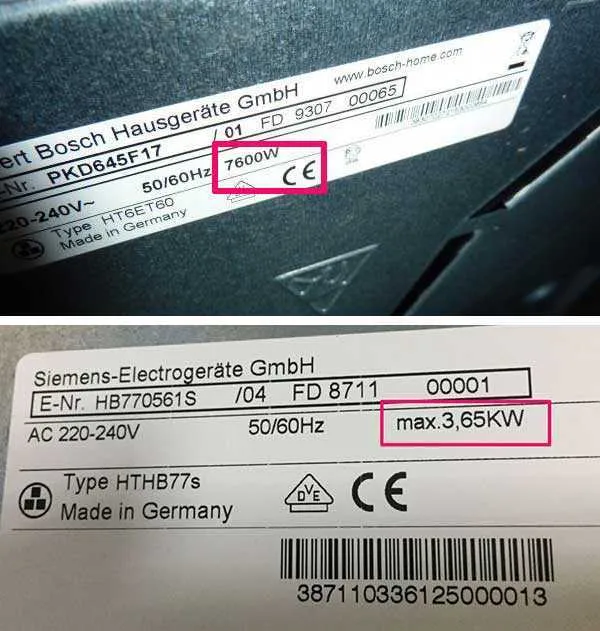 www.bosch-home.com
ert Bosch Hausgeräte GmbH
-Nr. PKD645F17 /01 FD 9307 00065
220-240V~ 50/60Hz 7600W
Type HT6ET60 CE
Made in Germany
Siemens-Electrogeräte GmbH
E-Nr. HB770561S /04 FD 8711 00001
AC 220-240V 50/60Hz max.3,65KW
Type HTHB77s DVE CE
Made in Germany
387110336125000013